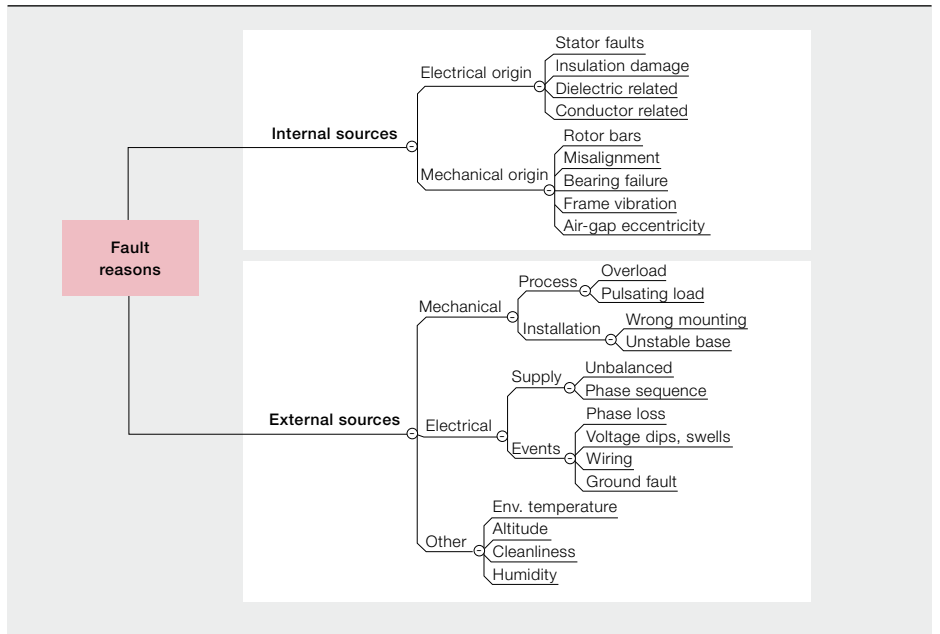 Fault
reasons
Internal sources
Electrical origin
Stator faults
Insulation damage
Dielectric related
Conductor related
Mechanical origin
Rotor bars
Misalignment
Bearing failure
Frame vibration
Air-gap eccentricity
External sources
Mechanical
Process
Overload
Pulsating load
Installation
Wrong mounting
Unstable base
Electrical
Supply
Unbalanced
Phase sequence
Events
Phase loss
Voltage dips, swells
Wiring
Ground fault
Other
Env. temperature
Altitude
Cleanliness
Humidity